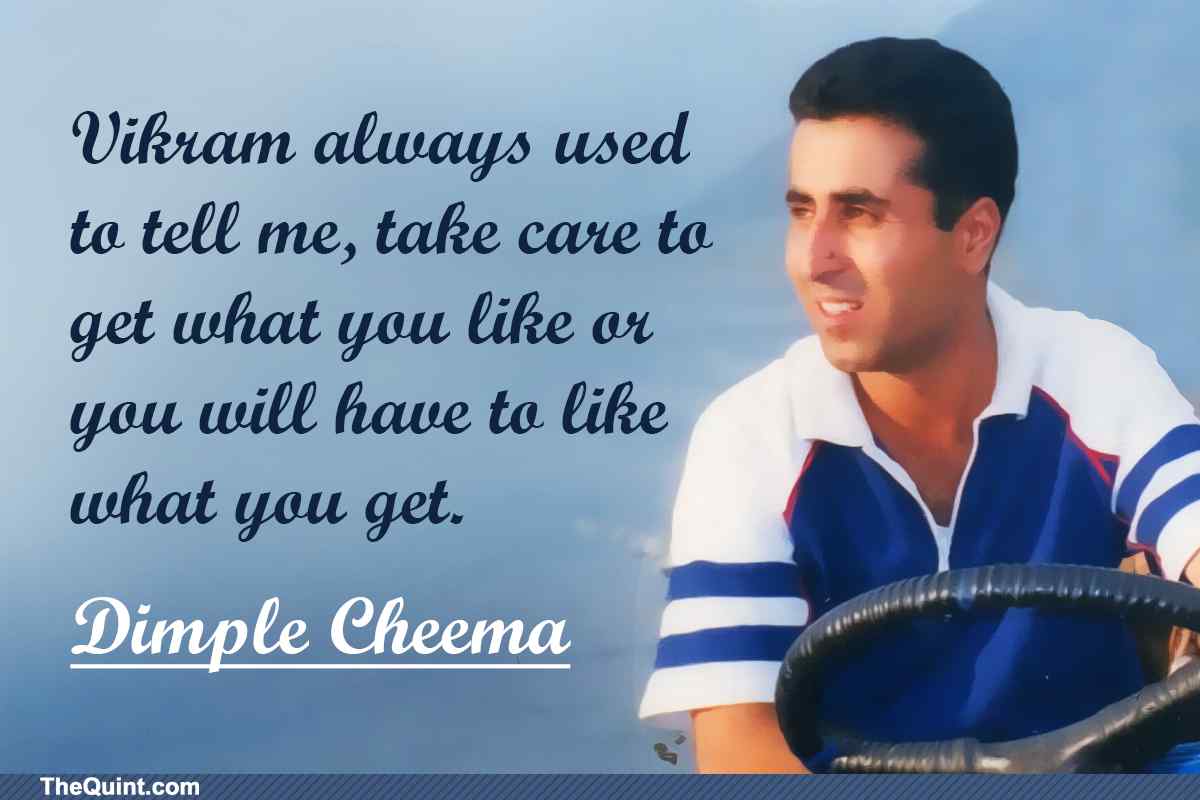 Vikram always used
to tell me, take care to
get what you like or
you will have to like
what you get.
Dimple Cheema
TheQuint.com